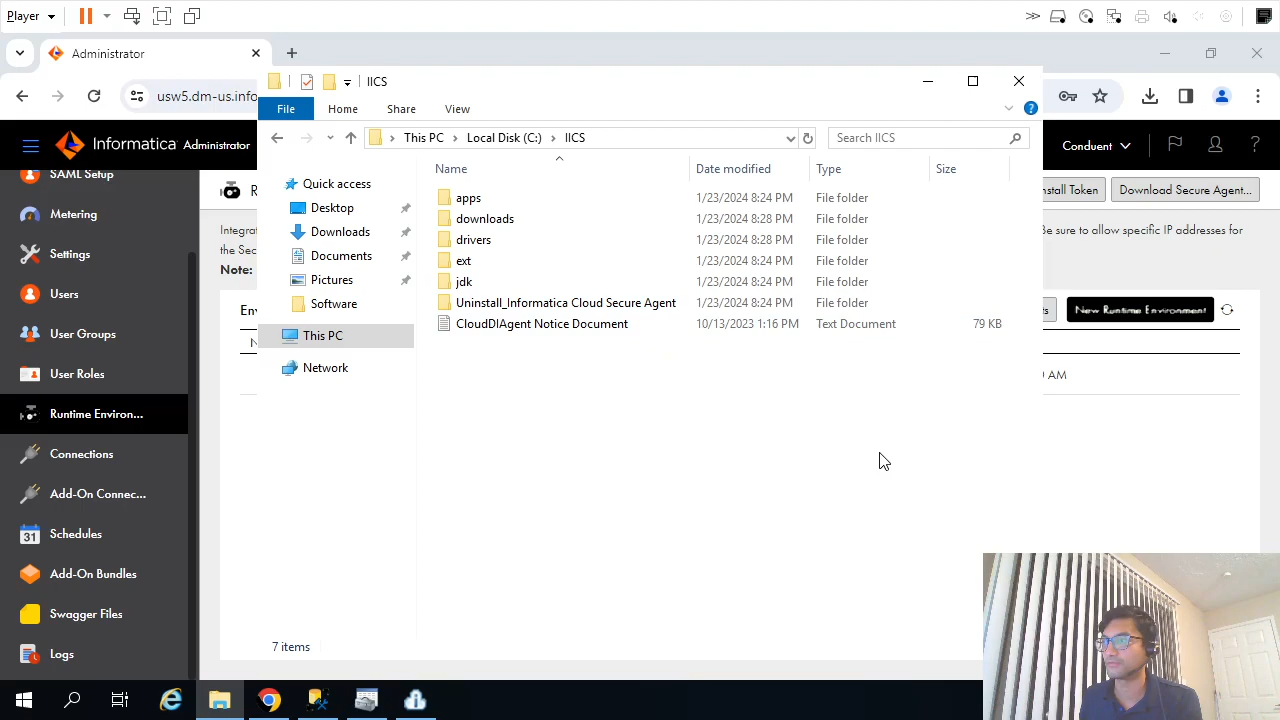 Player
Administrator
IICS
usw5.dm-us.info
File
Home
Share
View
This PC
Local Disk (C:)
IICS
Search IICS
Informatica Administrator
Conduent
SAML Setup
Metering
Settings
Users
User Groups
User Roles
Runtime Environ...
Connections
Add-On Connec...
Schedules
Add-On Bundles
Swagger Files
Logs
Quick access
Desktop
Downloads
Documents
Pictures
Software
This PC
Network
Name
Date modified
Type
Size
apps
1/23/2024 8:24 PM
File folder
downloads
1/23/2024 8:28 PM
File folder
drivers
1/23/2024 8:28 PM
File folder
ext
1/23/2024 8:24 PM
File folder
jdk
1/23/2024 8:24 PM
File folder
Uninstall_Informatica Cloud Secure Agent
1/23/2024 8:24 PM
File folder
CloudDIAgent Notice Document
10/13/2023 1:16 PM
Text Document
79 KB
7 items
R
Token
Download Secure Agent...
Integra
Be sure to allow specific IP addresses for
the Sec
Note:
Env
New Runtime Environment
N
AM
31